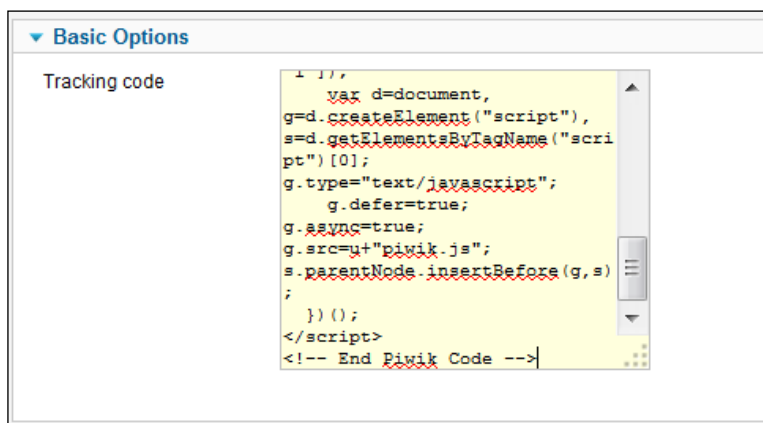 Basic Options
Tracking code
1"]);
    var d=document,
g=d.createElement("script"),
s=d.getElementsByTagName("scri
pt")[0];
g.type="text/javascript";
    g.defer=true;
g.async=true;
g.src=u+"piwik.js";
s.parentNode.insertBefore(g,s)
;
  })();
</script>
<!-- End Piwik Code -->